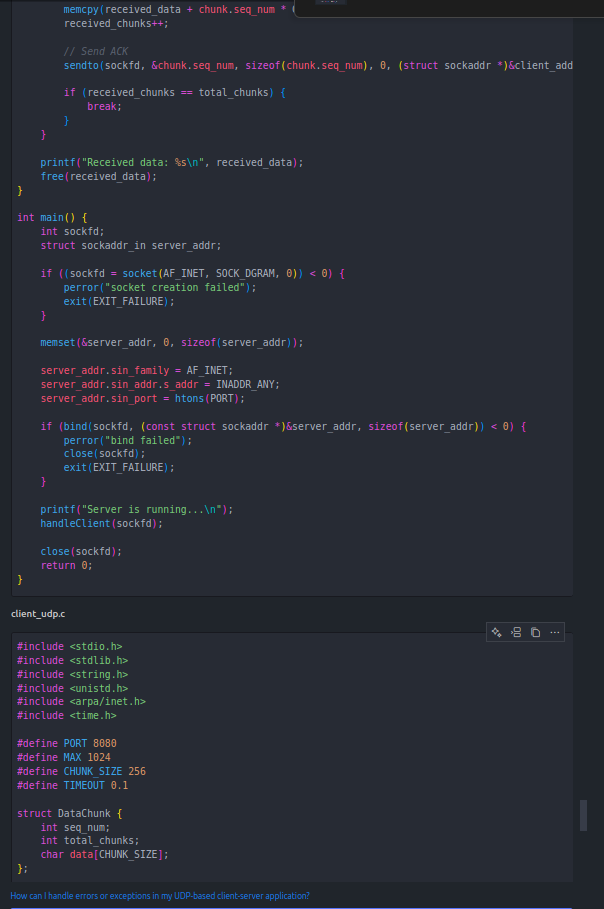 memcpy(received_data + chunk.seq_num *
received_chunks++;
// Send ACK
sendto(sockfd, &chunk.seq_num, sizeof(chunk.seq_num), 0, (struct sockaddr *)&client_add
if (received_chunks == total_chunks) {
break;
}
}
printf("Received data: %s\n", received_data);
free(received_data);
}
int main() {
int sockfd;
struct sockaddr_in server_addr;
if ((sockfd = socket(AF_INET, SOCK_DGRAM, 0)) < 0) {
perror("socket creation failed");
exit(EXIT_FAILURE);
}
memset(&server_addr, 0, sizeof(server_addr));
server_addr.sin_family = AF_INET;
server_addr.sin_addr.s_addr = INADDR_ANY;
server_addr.sin_port = htons(PORT);
if (bind(sockfd, (const struct sockaddr *)&server_addr, sizeof(server_addr)) < 0) {
perror("bind failed");
close(sockfd);
exit(EXIT_FAILURE);
}
printf("Server is running...\n");
handleClient(sockfd);
close(sockfd);
return 0;
}
client_udp.c
#include <stdio.h>
#include <stdlib.h>
#include <string.h>
#include <unistd.h>
#include <arpa/inet.h>
#include <time.h>
#define PORT 8080
#define MAX 1024
#define CHUNK_SIZE 256
#define TIMEOUT 0.1
struct DataChunk {
int seq_num;
int total_chunks;
char data[CHUNK_SIZE];
};
How can I handle errors or exceptions in my UDP-based client-server application?